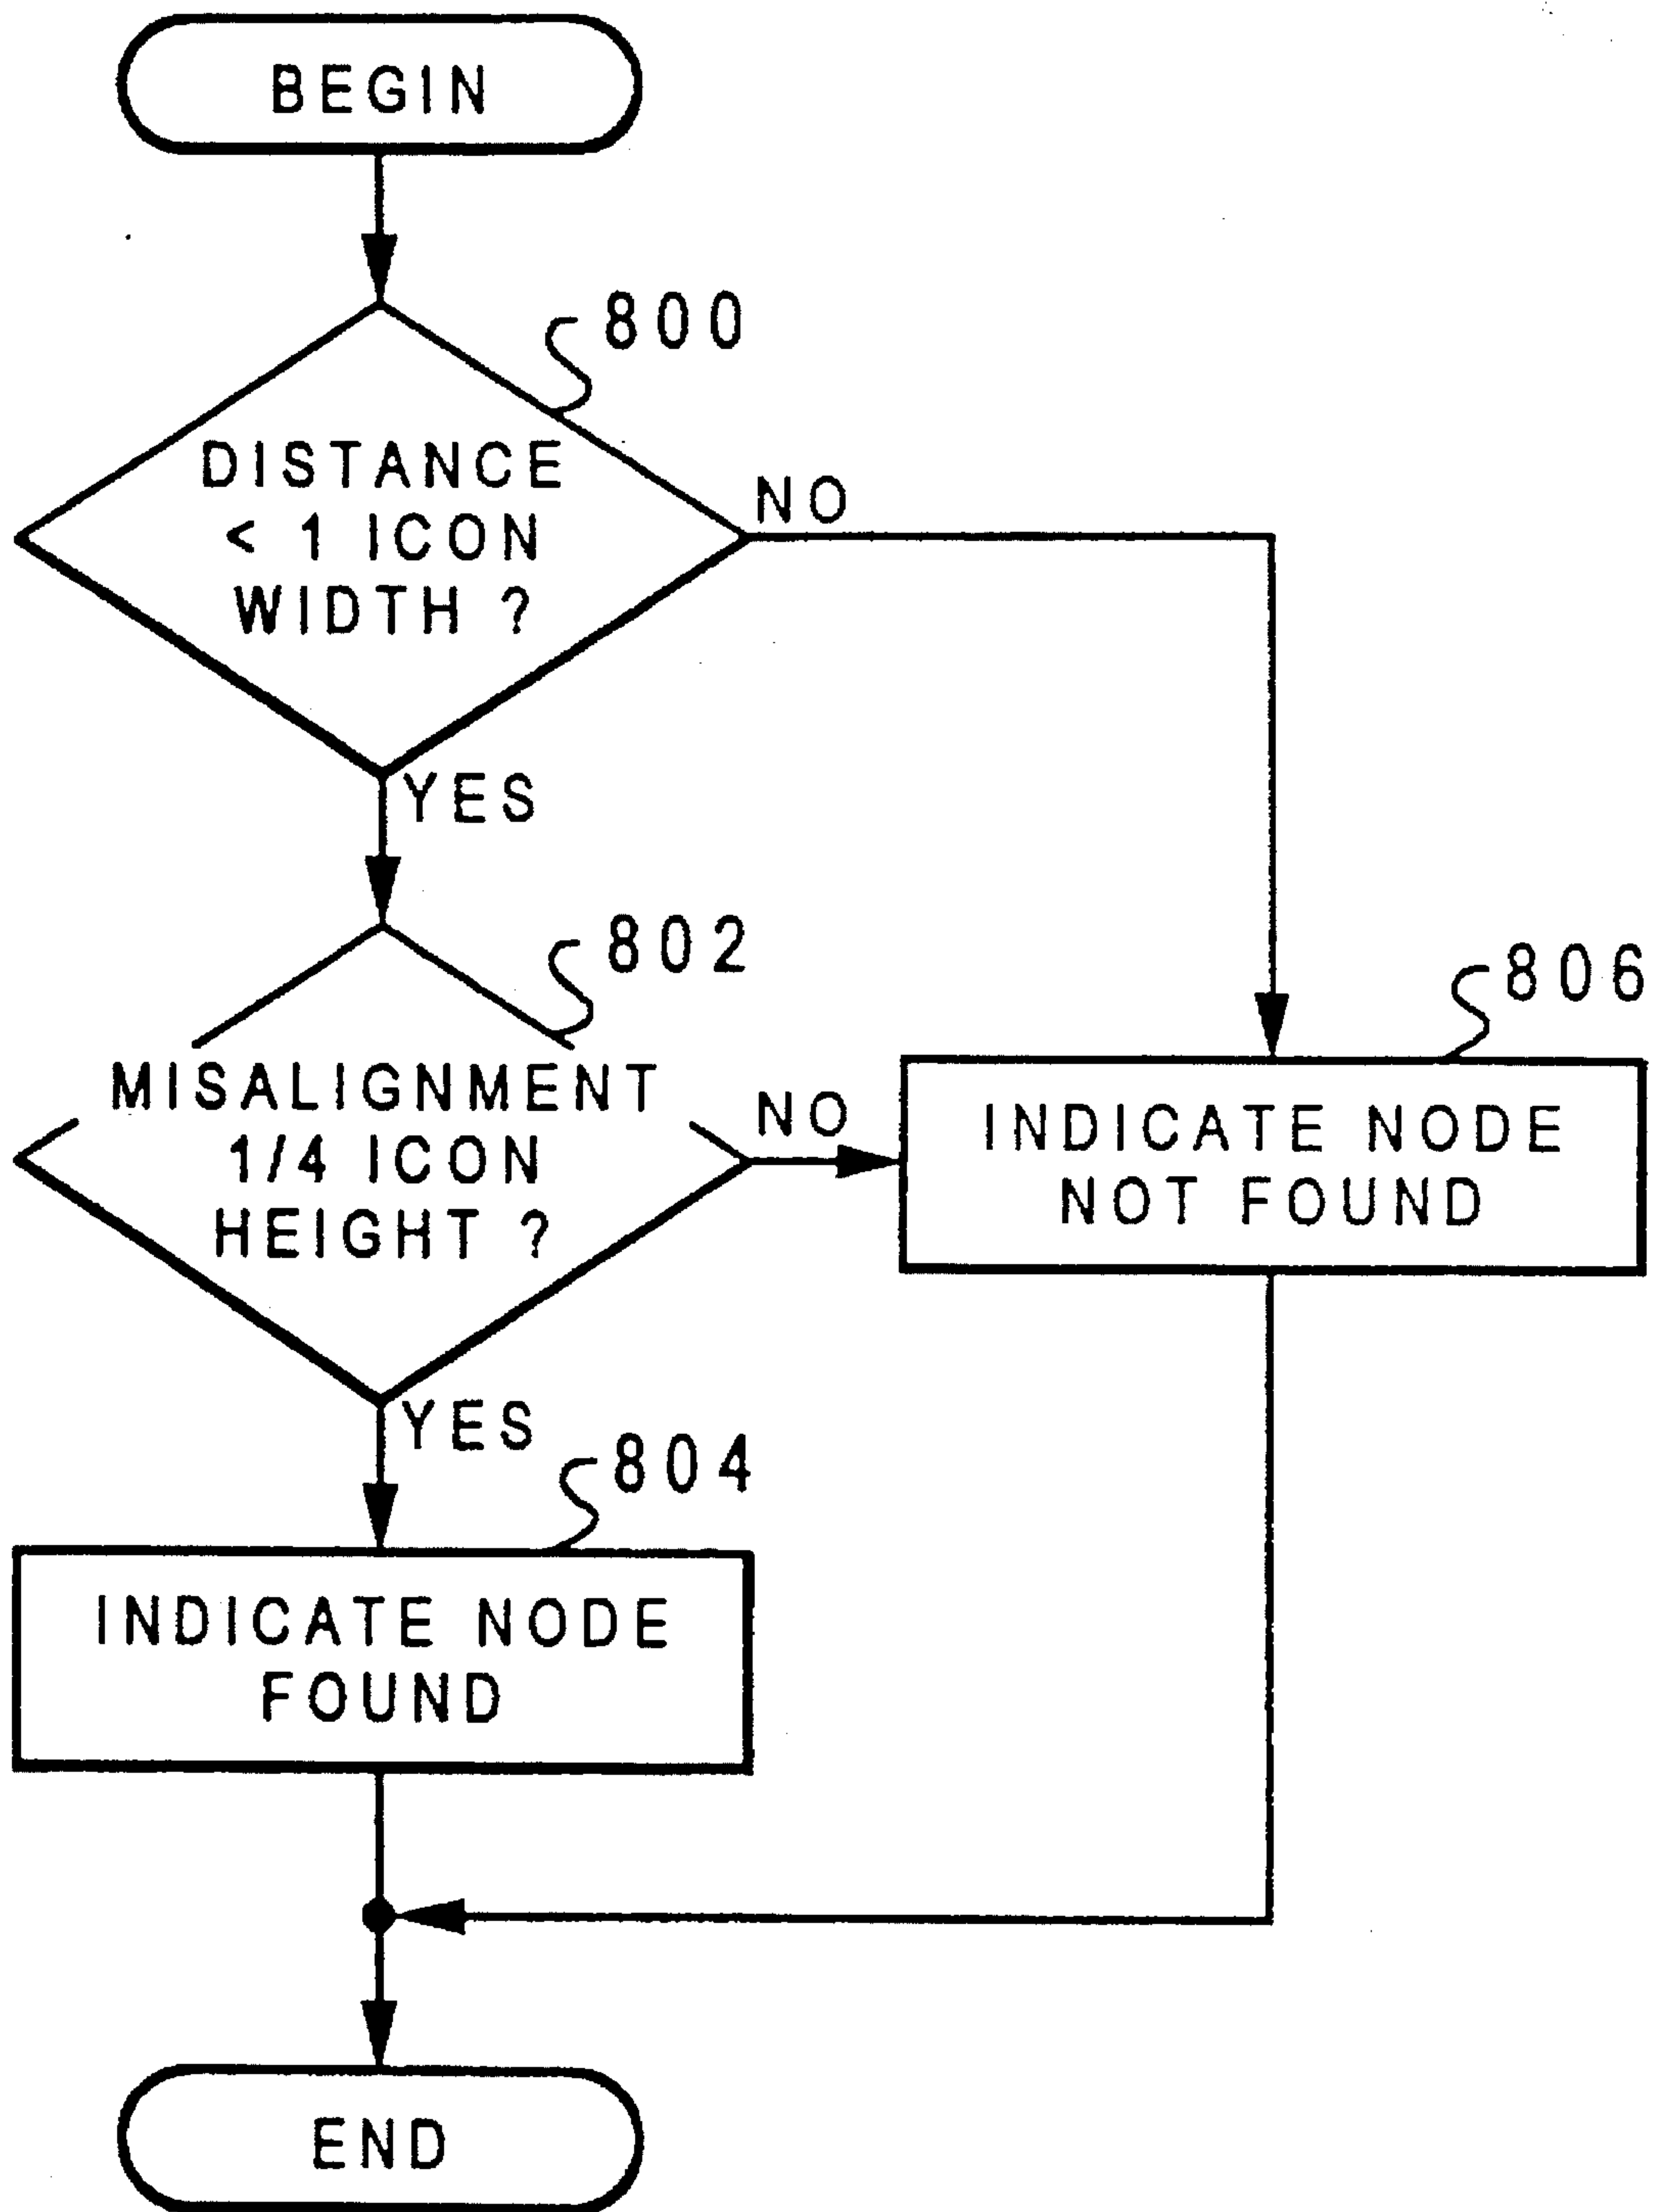 BEGIN
800
DISTANCE
< 1 ICON
WIDTH ?
NO
YES
802
MISALIGNMENT
1/4 ICON
HEIGHT ?
NO
806
INDICATE NODE
NOT FOUND
YES
804
INDICATE NODE
FOUND
END